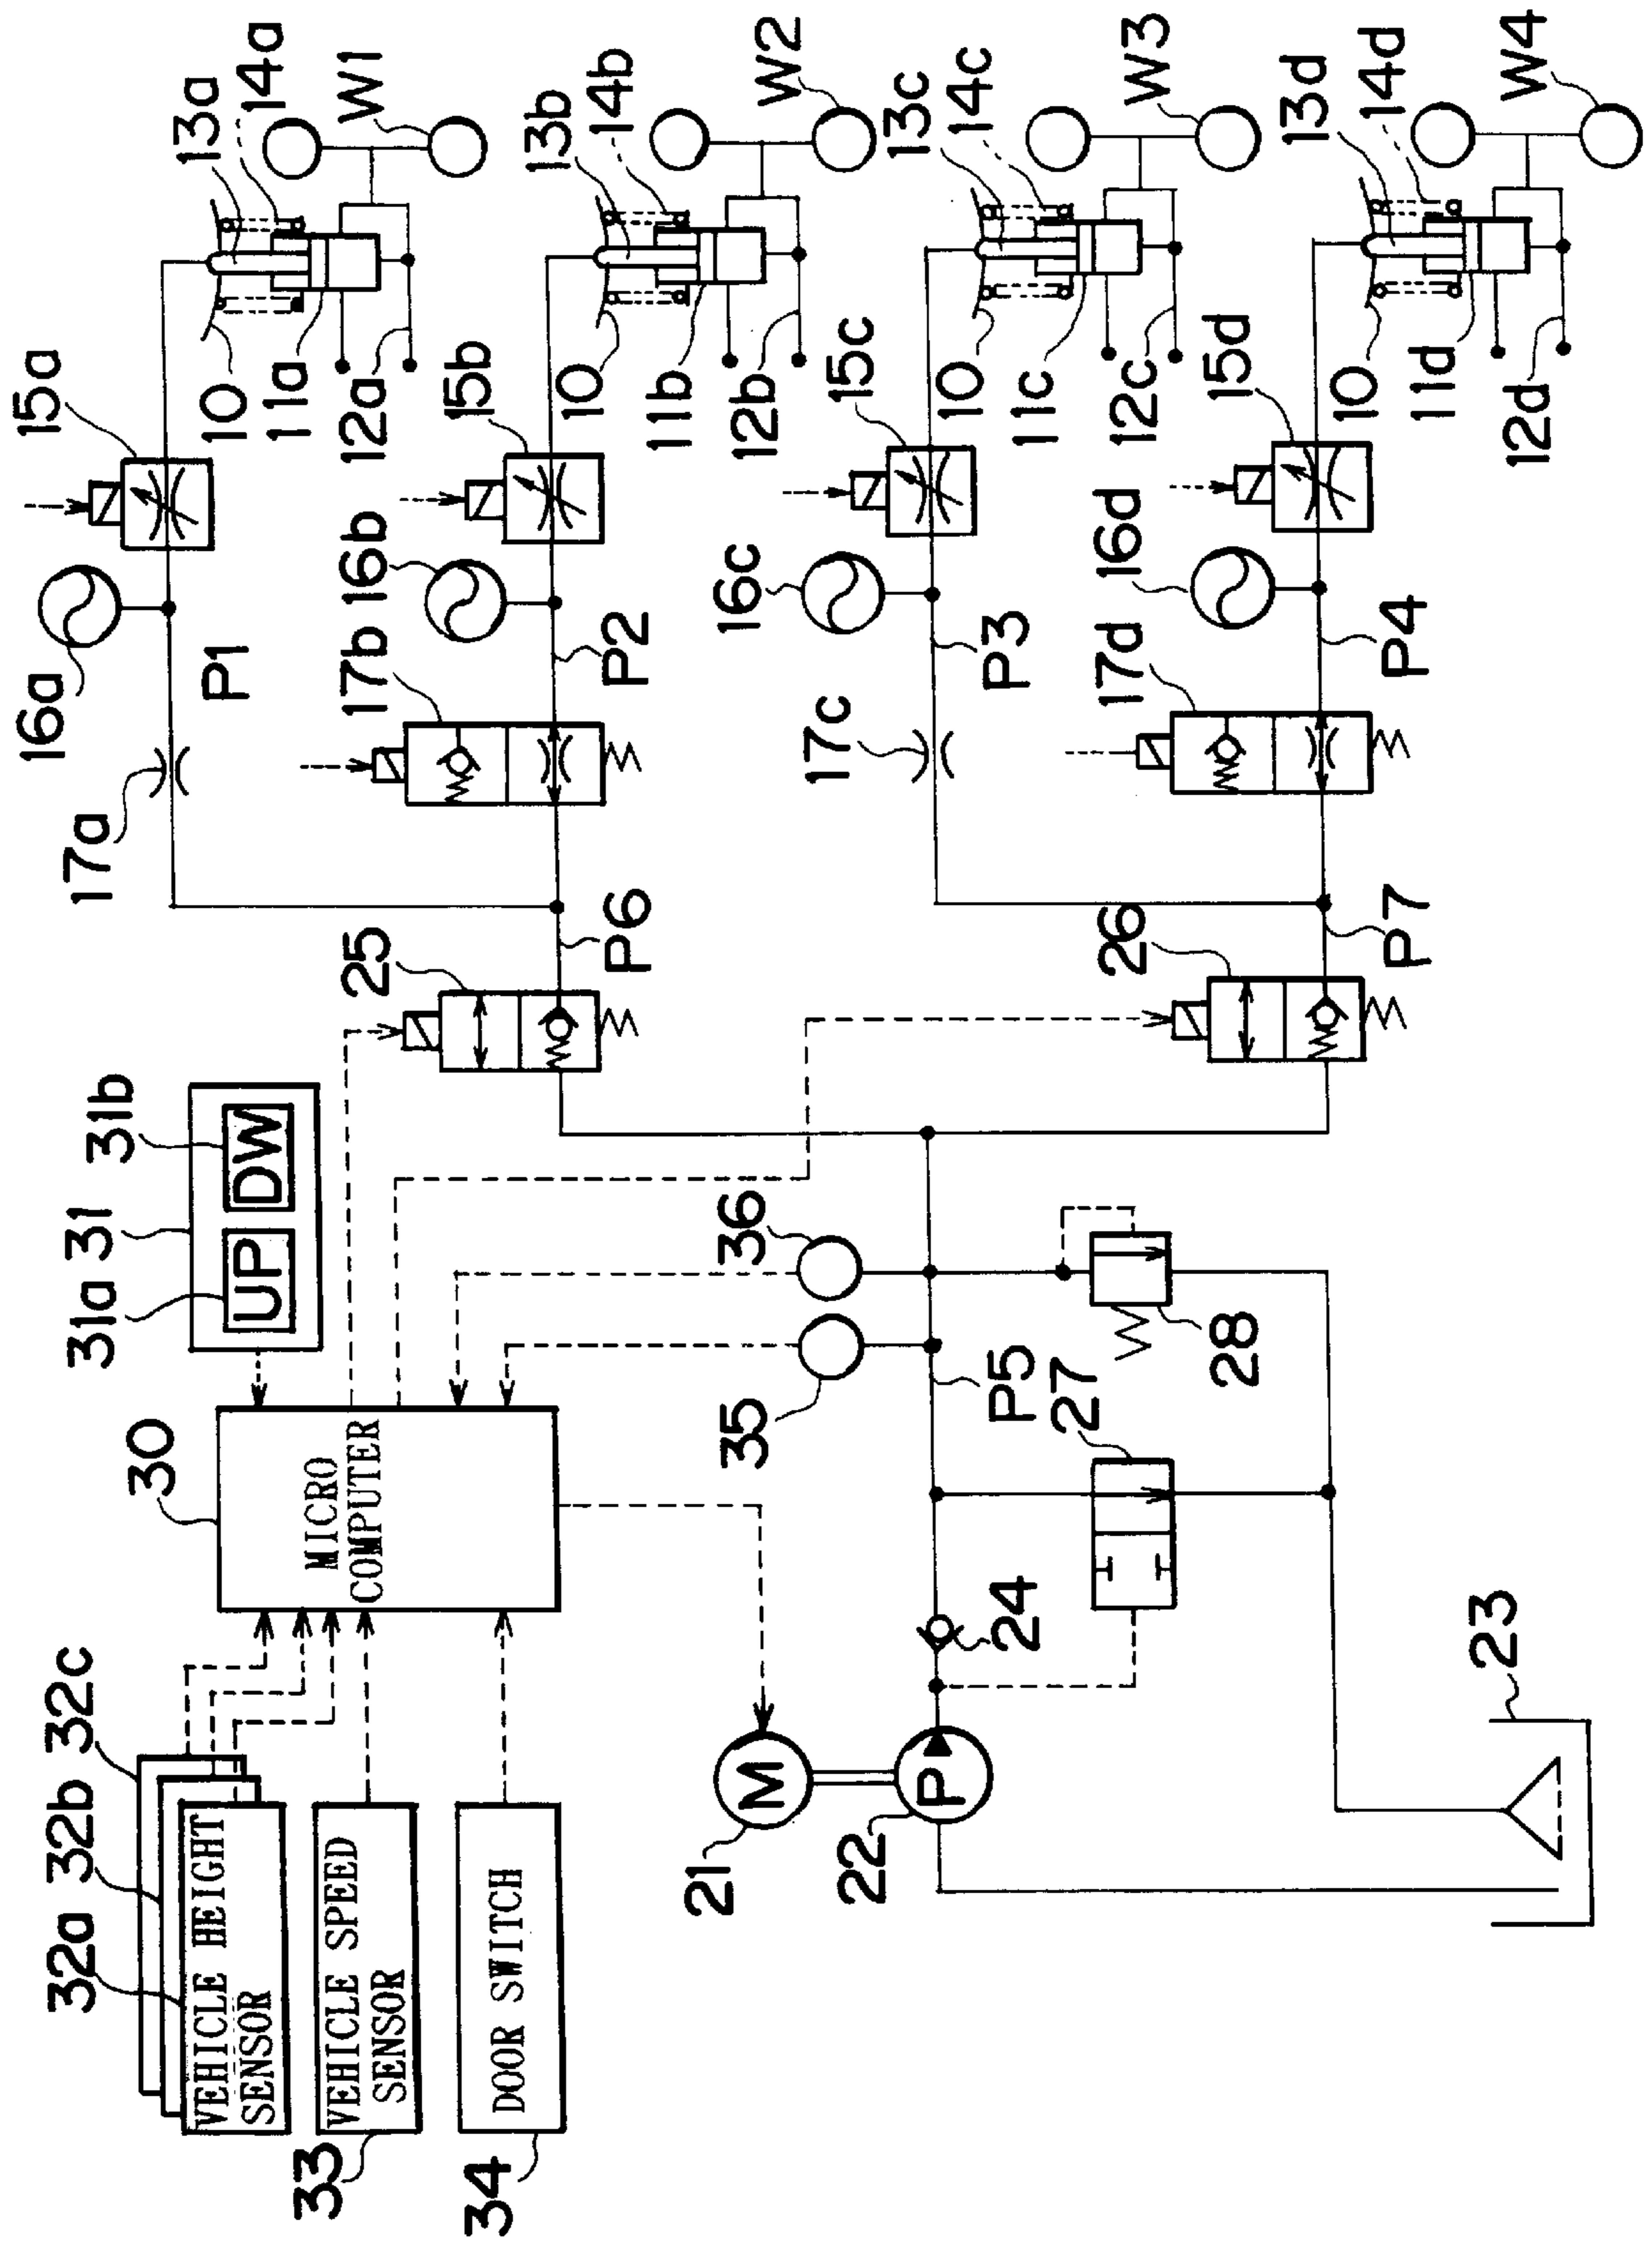 32a 32b 32c
VEHICLE HEIGHT
SENSOR
33
VEHICLE SPEED
SENSOR
34
DOOR SWITCH
30
MICRO
COMPUTER
31a 31 31b
UP DW
21
M
22
P
23
24
35
36
P5
27
28
25
P6
26
P7
17a
16a
P1
15a
10
11a
12a
13a
14a
W1
17b
16b
P2
15b
10
11b
12b
13b
14b
W2
17c
16c
P3
15c
10
11c
12c
13c
14c
W3
17d
16d
P4
15d
10
11d
12d
13d
14d
W4